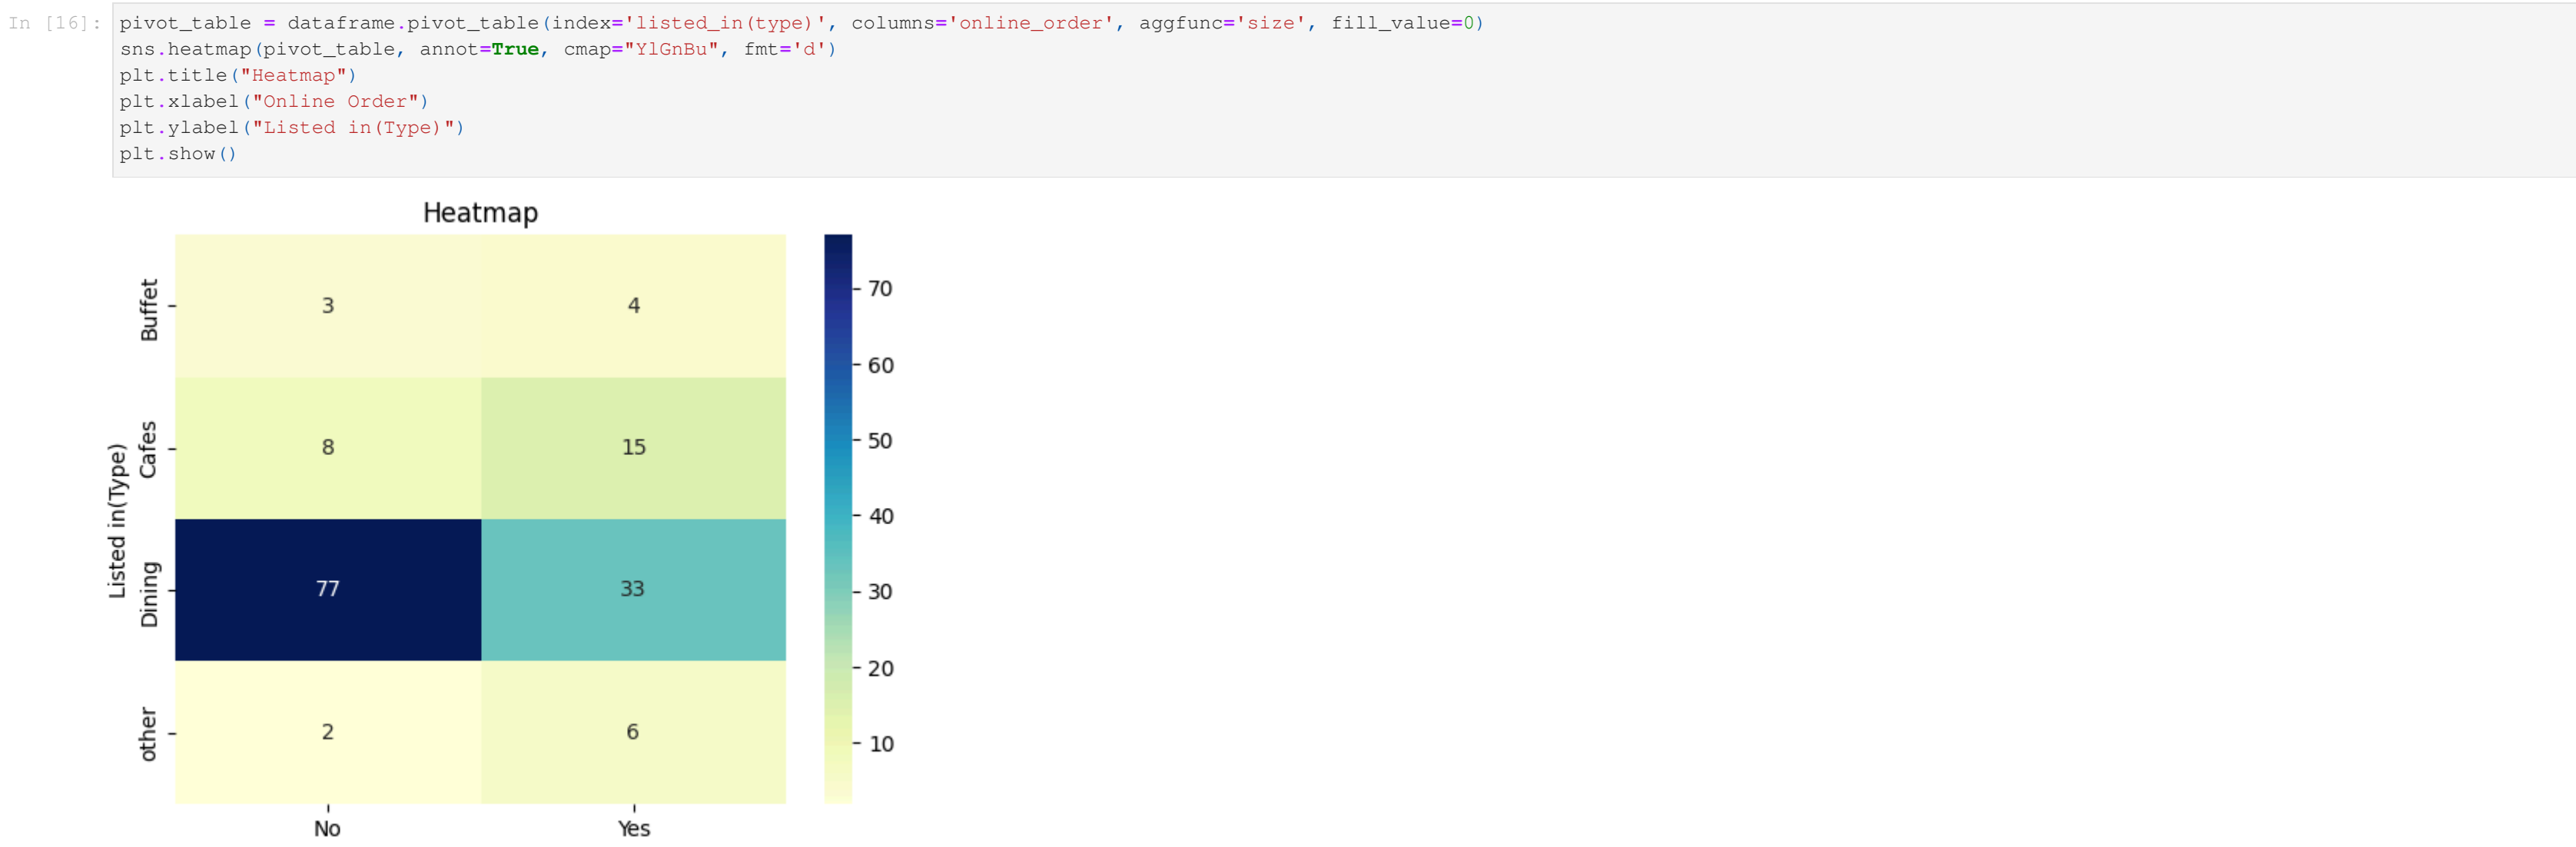 In [16]: pivot_table = dataframe.pivot_table(index='listed_in(type)', columns='online_order', aggfunc='size', fill_value=0)
sns.heatmap(pivot_table, annot=True, cmap="YlGnBu", fmt='d')
plt.title("Heatmap")
plt.xlabel("Online Order")
plt.ylabel("Listed in(Type)")
plt.show()
Heatmap
Listed in(Type)
Buffet
3 4
Cafes
8 15
Dining
77 33
other
2 6
No Yes
70
60
50
40
30
20
10